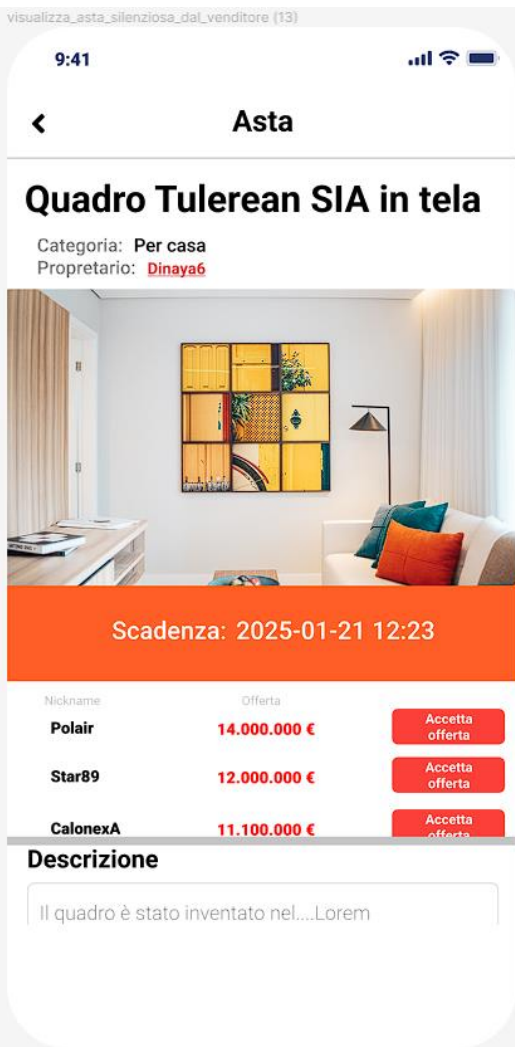 visualizza_asta_silenziosa_dal_venditore (13)
9:41
Asta
Quadro Tulerean SIA in tela
Categoria: Per casa
Propretario: Dinaya6
Scadenza: 2025-01-21 12:23
Nickname Offerta
Polair 14.000.000 € Accetta offerta
Star89 12.000.000 € Accetta offerta
CalonexA 11.100.000 € Accetta offerta
Descrizione
Il quadro è stato inventato nel....Lorem